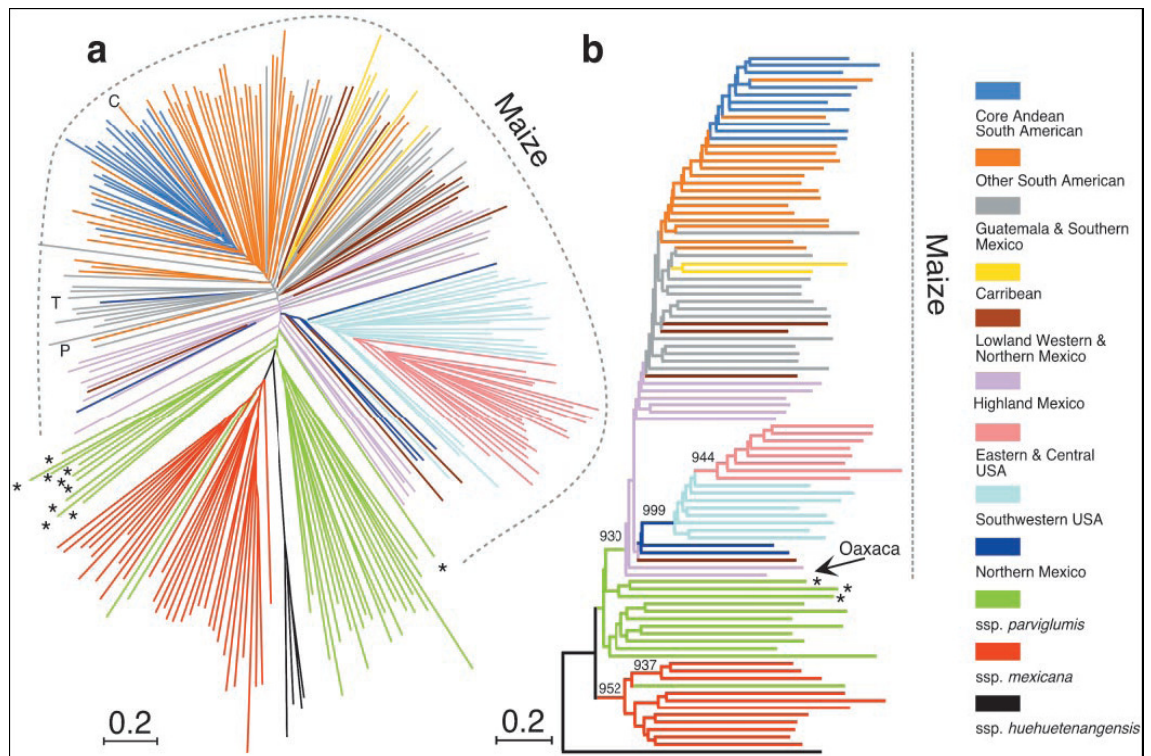 a
b
C
T
P
Maize
*
*
*
*
*
*
*
*
*
*
0.2
0.2
944
999
930
Oaxaca
*
*
*
937
952
Maize
Core Andean
South American
Other South American
Guatemala & Southern
Mexico
Carribean
Lowland Western &
Northern Mexico
Highland Mexico
Eastern & Central
USA
Southwestern USA
Northern Mexico
ssp. parviglumis
ssp. mexicana
ssp. huehuetenangensis